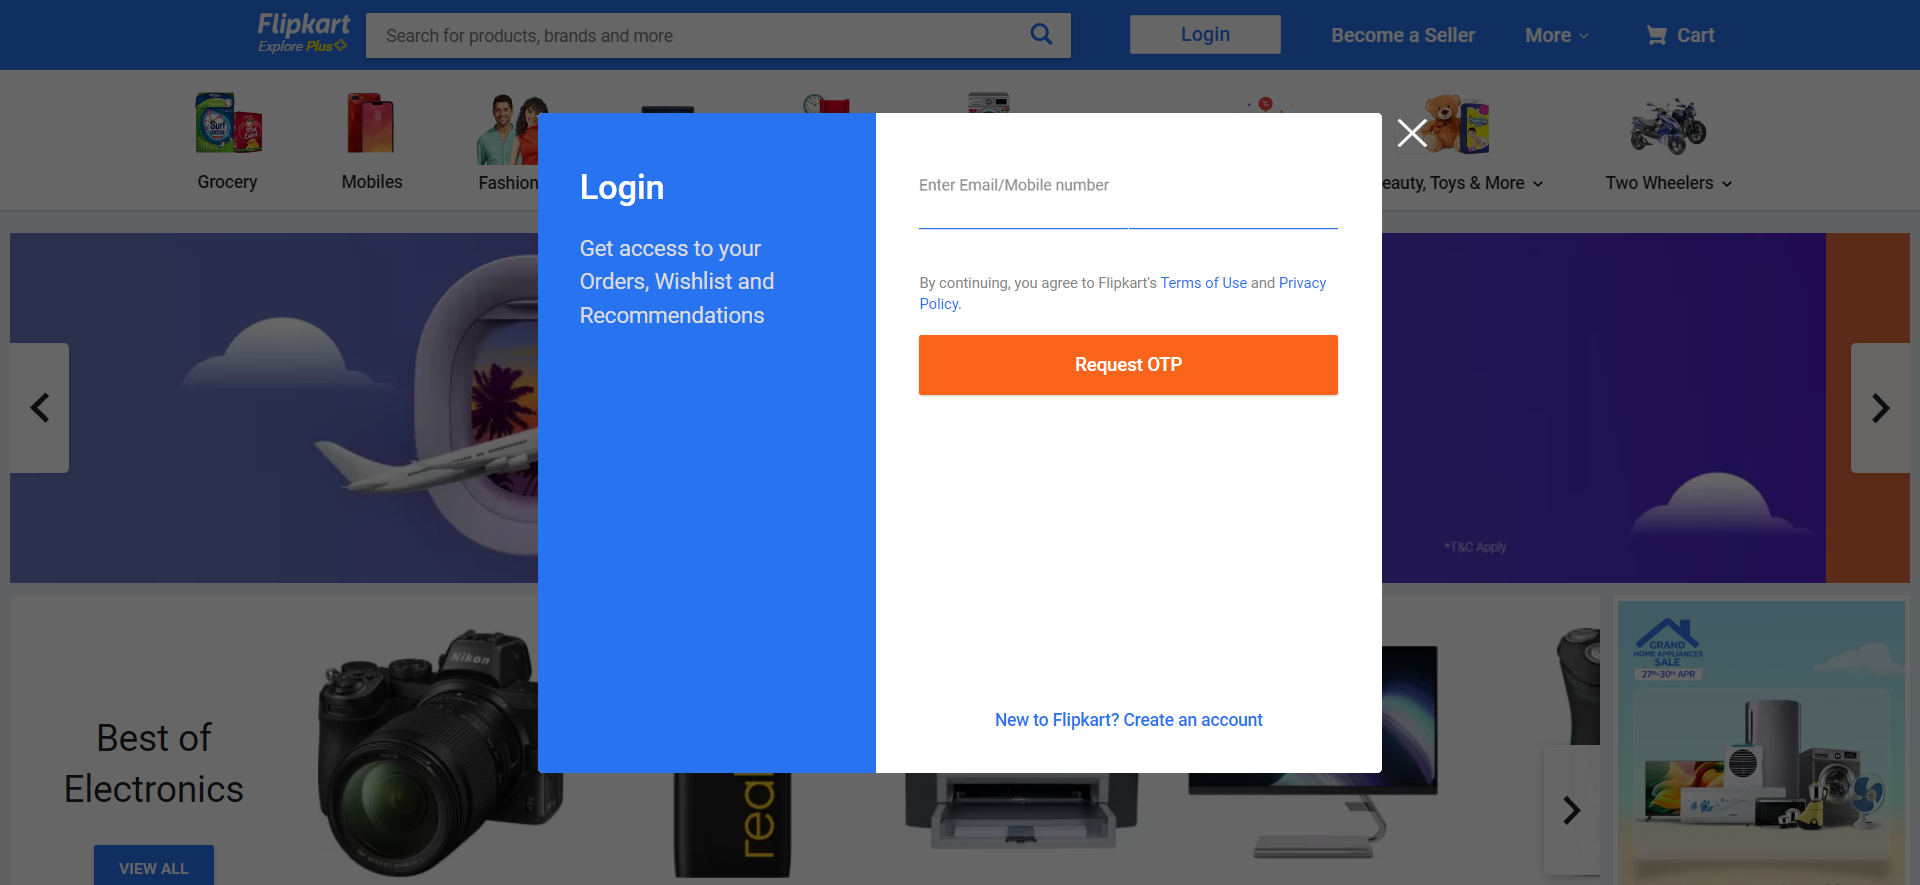 Flipkart
Explore Plus
Search for products, brands and more
Login
Become a Seller
More
Cart
Surf
excel
Grocery
Mobiles
Fashion
eauty, Toys & More
Two Wheelers
Login
Get access to your
Orders, Wishlist and
Recommendations
Enter Email/Mobile number
By continuing, you agree to Flipkart's Terms of Use and Privacy
Policy.
Request OTP
New to Flipkart? Create an account
*T&C Apply
Best of
Electronics
VIEW ALL
Nikon
real
GRAND
HOME APPLIANCES
SALE
27th-30th APR